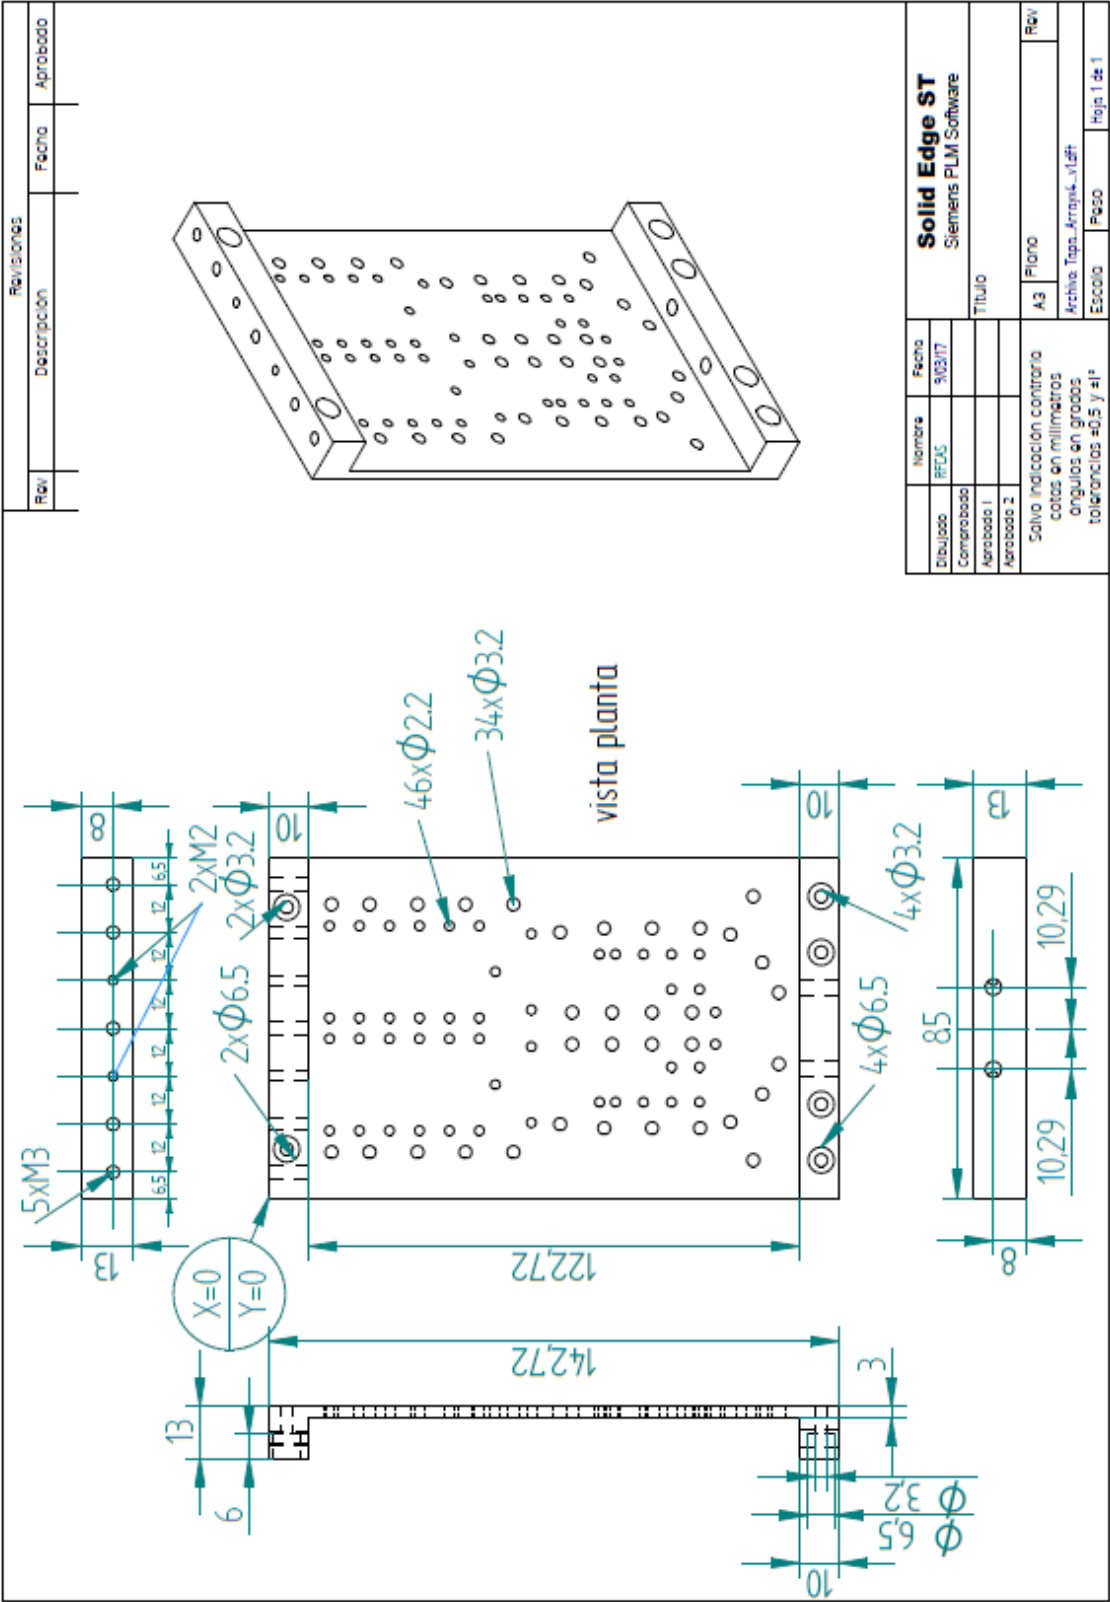 Revisiones
Rev Descripción Fecha Aprobado
5xM3
2xM2
13
8
6.5
12
12
12
12
12
12
6.5
X=0
Y=0
2xΦ6.5
2xΦ3.2
10
46xΦ2.2
34xΦ3.2
122,72
142,72
vista planta
10
4xΦ3.2
4xΦ6.5
13
6
3
3,2 Φ
6,5 Φ
10
85
13
8
10,29
10,29
Solid Edge ST
Siemens PLM Software
Nombre Fecha
Dibujado RFCAS 9/03/17
Comprobado
Aprobado 1
Aprobado 2
Título
Salvo indicación contraria
cotas en milímetros
ángulos en grados
tolerancias ±0,5 y ±1º
A3 Plano Rev
Archivo: Tapa_Arrayx4_v1.dft
Escala Peso Hoja 1 de 1